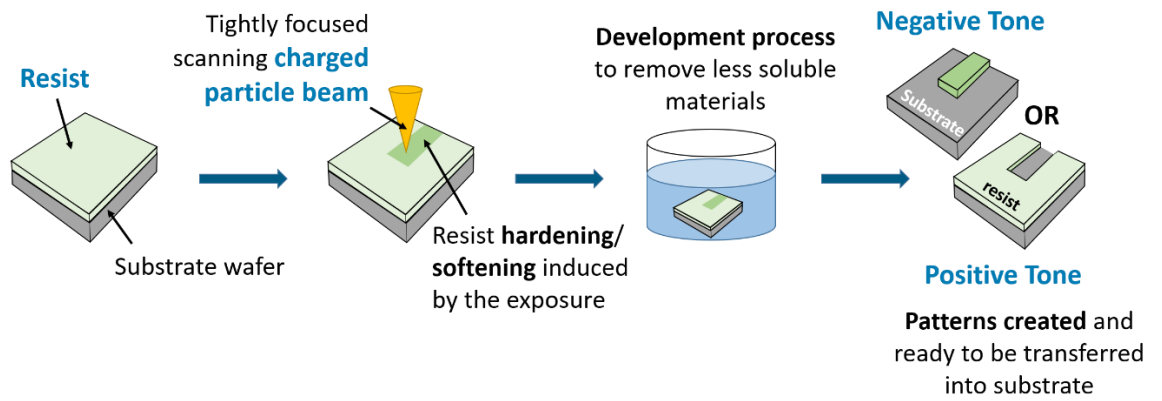 Resist
Substrate wafer
Tightly focused
scanning charged
particle beam
Resist hardening/
softening induced
by the exposure
Development process
to remove less soluble
materials
Negative Tone
Substrate
OR
resist
Positive Tone
Patterns created and
ready to be transferred
into substrate